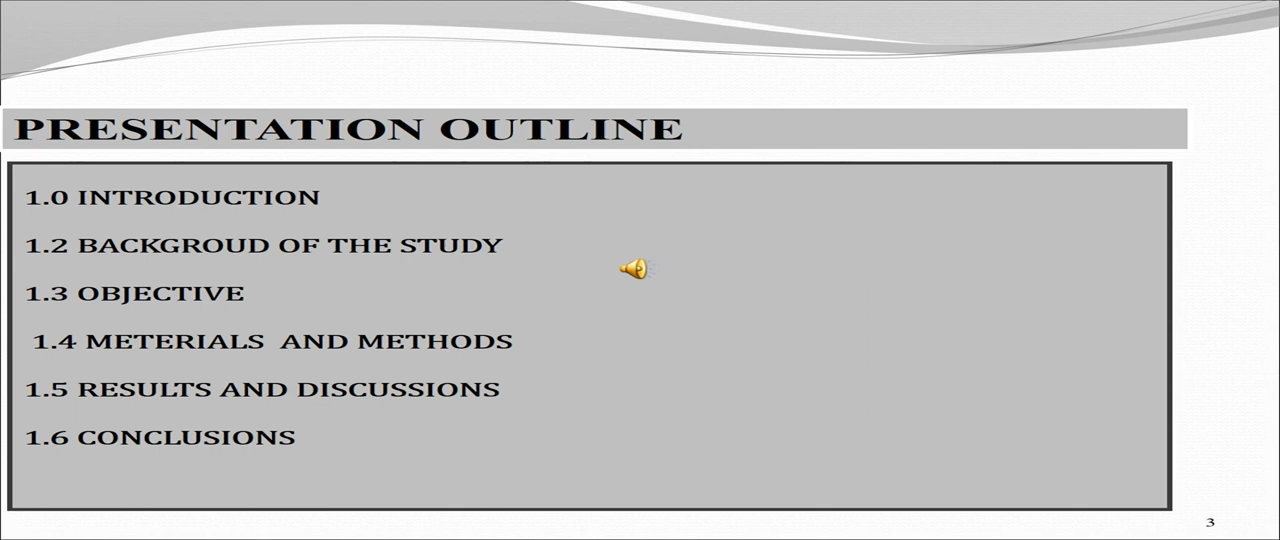 PRESENTATION OUTLINE
1.0 INTRODUCTION
1.2 BACKGROUD OF THE STUDY
1.3 OBJECTIVE
1.4 METERIALS  AND METHODS
1.5 RESULTS AND DISCUSSIONS
1.6 CONCLUSIONS
3